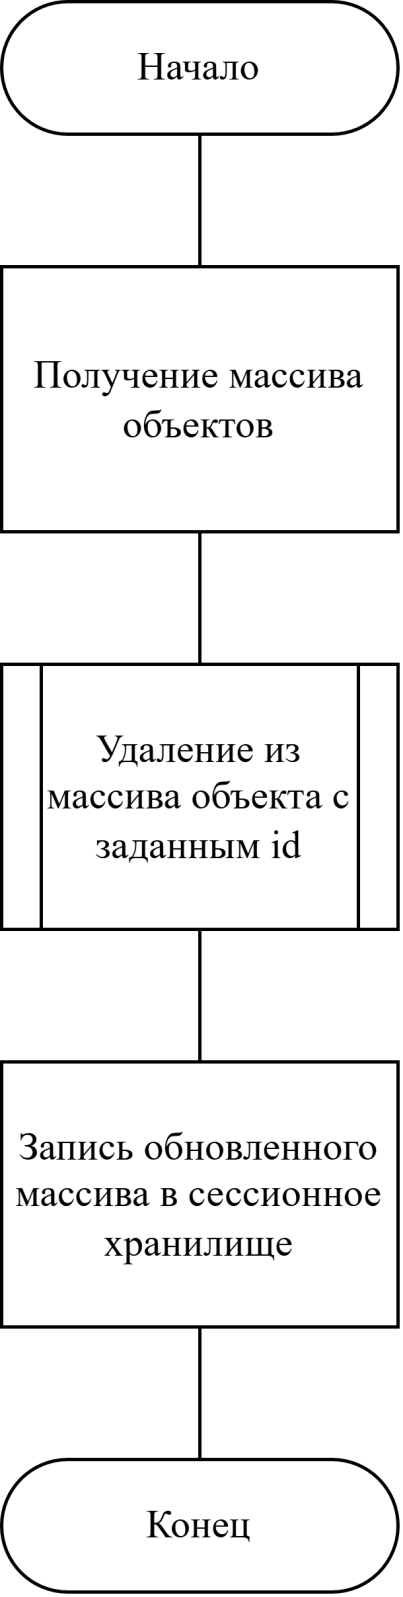 Начало
Получение массива
объектов
Удаление из
массива объекта с
заданным id
Запись обновленного
массива в сессионное
хранилище
Конец